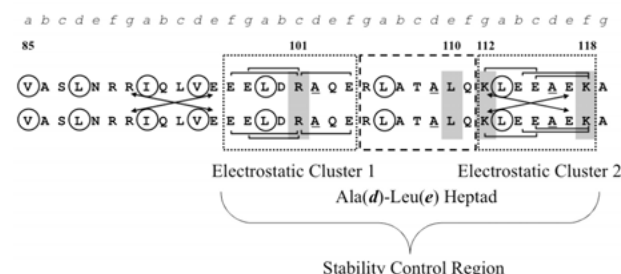 a b c d e f g a b c d e f g a b c d e f g a b c d e f g a b c d e f g
85 101 110 112 118
V A S L N R R I Q L V E E E L D R A Q E R L A T A L Q K L E E A E K A
V A S L N R R I Q L V E E E L D R A Q E R L A T A L Q K L E E A E K A
Electrostatic Cluster 1 Electrostatic Cluster 2
Ala(d)-Leu(e) Heptad
Stability Control Region